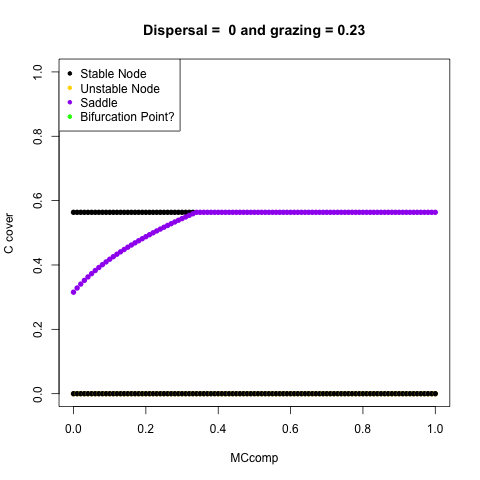 Dispersal =  0 and grazing = 0.23
Stable Node
Unstable Node
Saddle
Bifurcation Point?
1.0
0.8
0.6
0.4
0.2
0.0
C cover
0.0 0.2 0.4 0.6 0.8 1.0
MCcomp